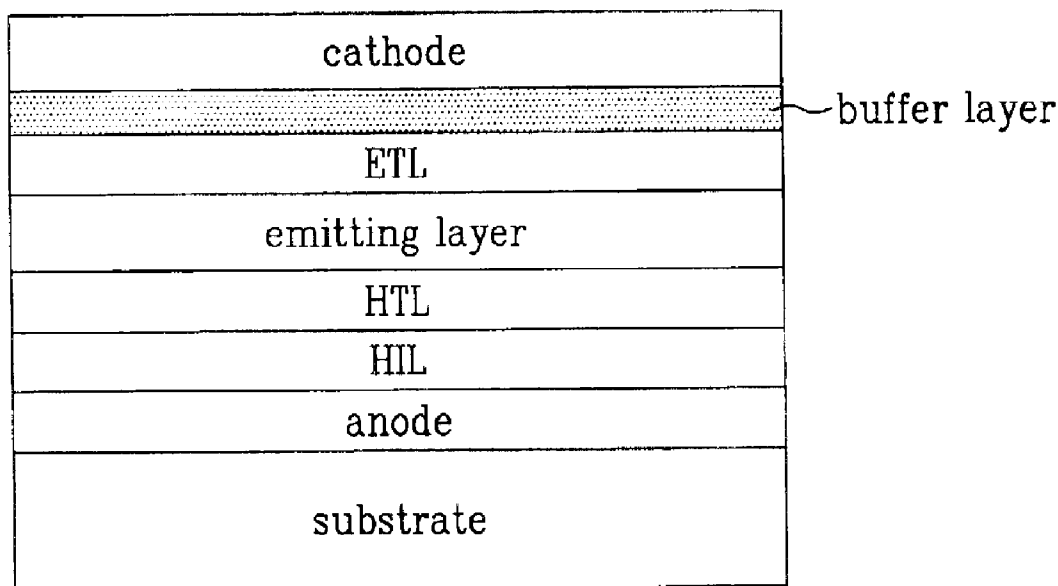 cathode
buffer layer
ETL
emitting layer
HTL
HIL
anode
substrate